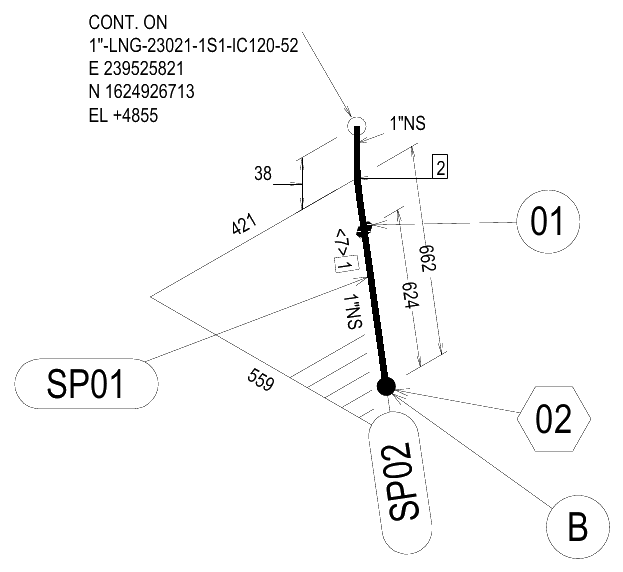 CONT. ON
1"-LNG-23021-1S1-IC120-52
E 239525821
N 1624926713
EL +4855
1"NS
38
2
421
01
<7>
1
662
624
1"NS
SP01
559
02
SP02
B